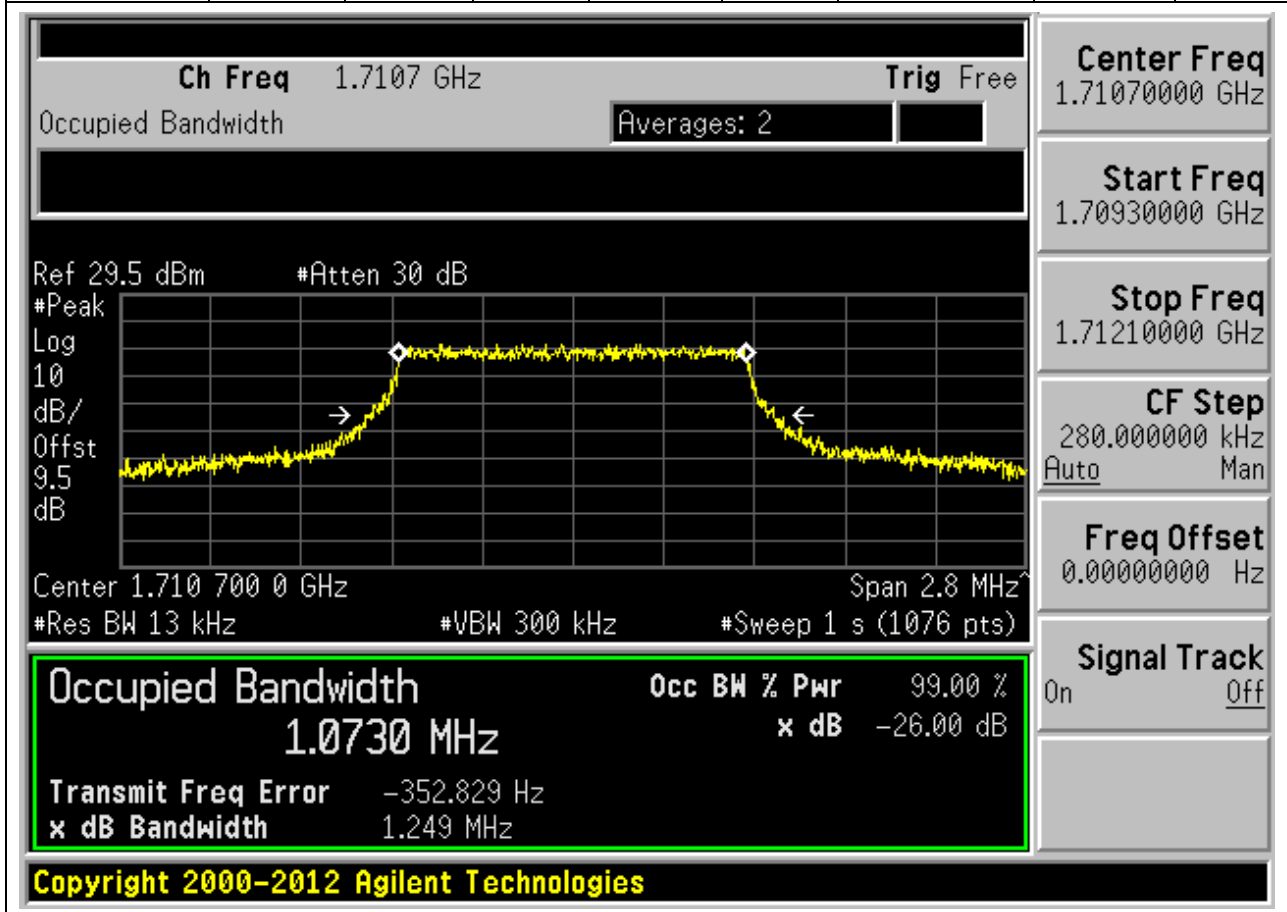 Ch Freq 1.7107 GHz Trig Free
Occupied Bandwidth Averages: 2
Ref 29.5 dBm #Atten 30 dB
#Peak
Log
10
dB/
Offst
9.5
dB
Center 1.710 700 0 GHz Span 2.8 MHz^
#Res BW 13 kHz #VBW 300 kHz #Sweep 1 s (1076 pts)
Occupied Bandwidth Occ BW % Pwr 99.00 %
1.0730 MHz x dB -26.00 dB
Transmit Freq Error -352.829 Hz
x dB Bandwidth 1.249 MHz
Copyright 2000-2012 Agilent Technologies
Center Freq
1.71070000 GHz
Start Freq
1.70930000 GHz
Stop Freq
1.71210000 GHz
CF Step
280.000000 kHz
Auto Man
Freq Offset
0.00000000 Hz
Signal Track
On Off